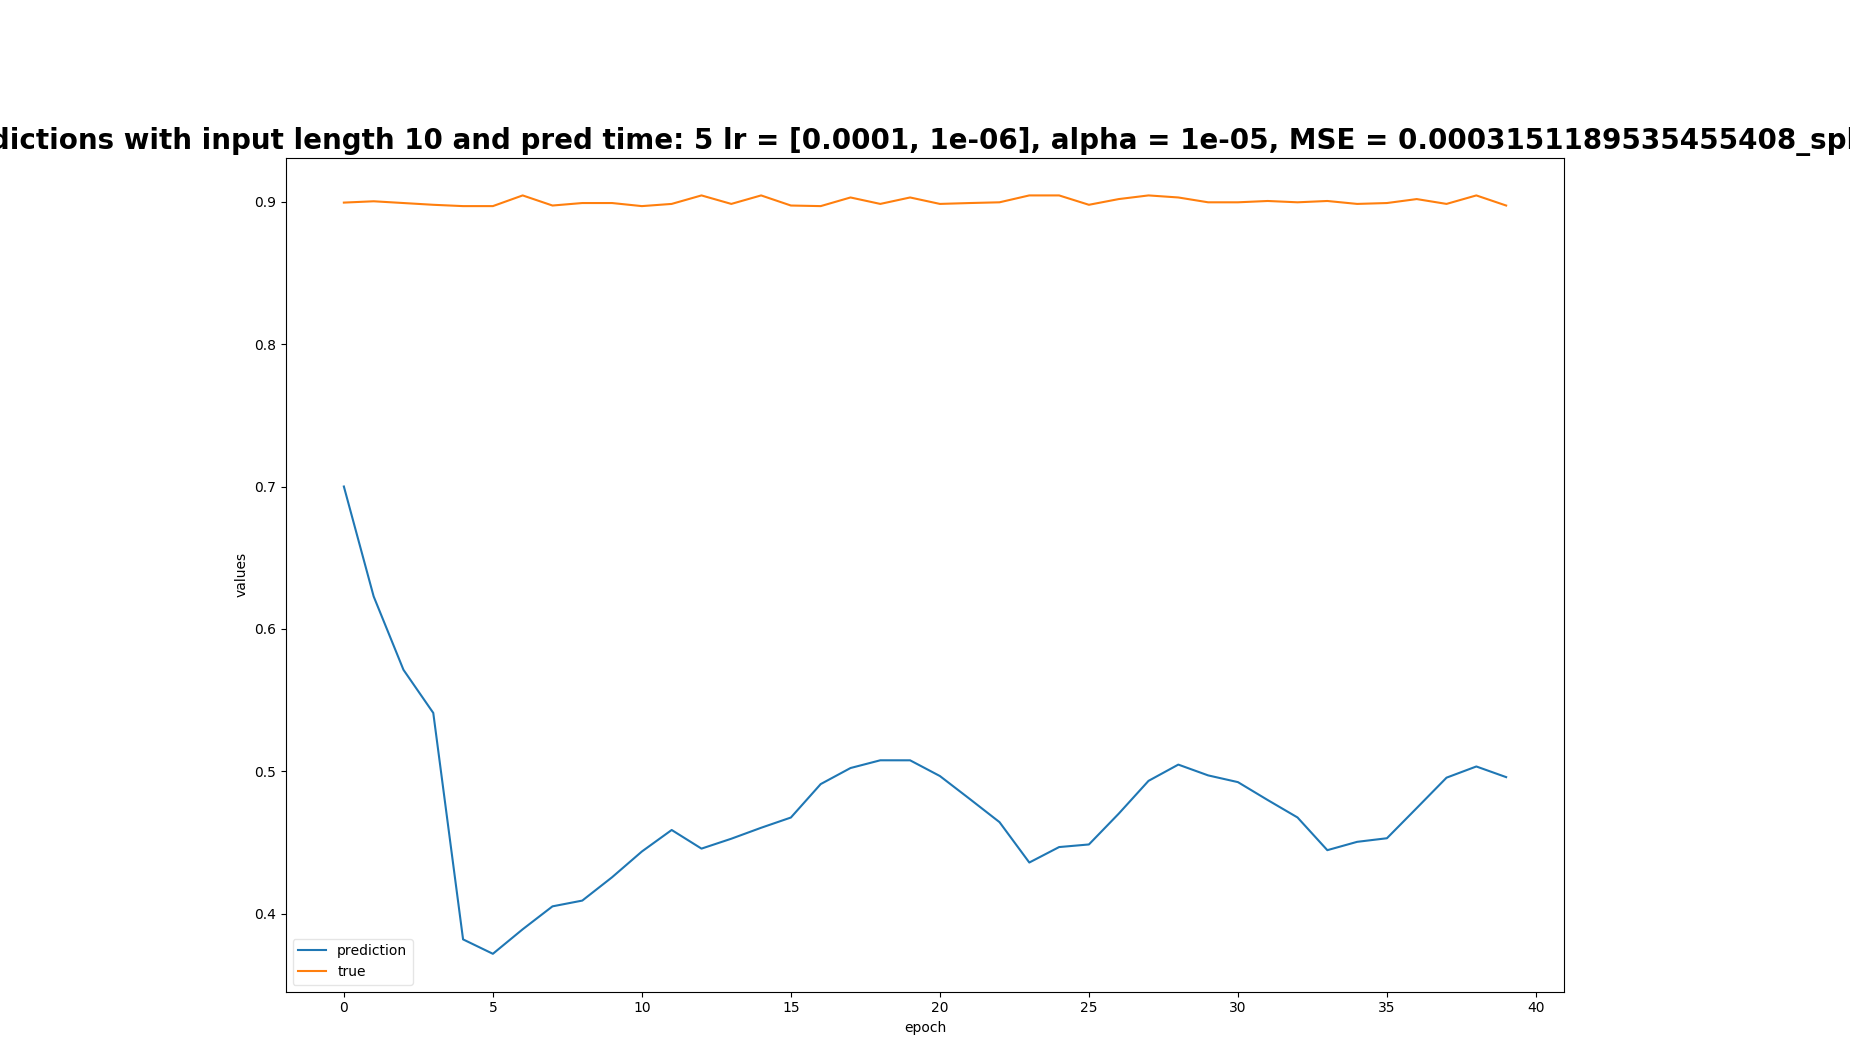 dictions with input length 10 and pred time: 5 lr = [0.0001, 1e-06], alpha = 1e-05, MSE = 0.0003151189535455408_spl
0.9
0.8
0.7
0.6
0.5
0.4
values
prediction
true
0 5 10 15 20 25 30 35 40
epoch